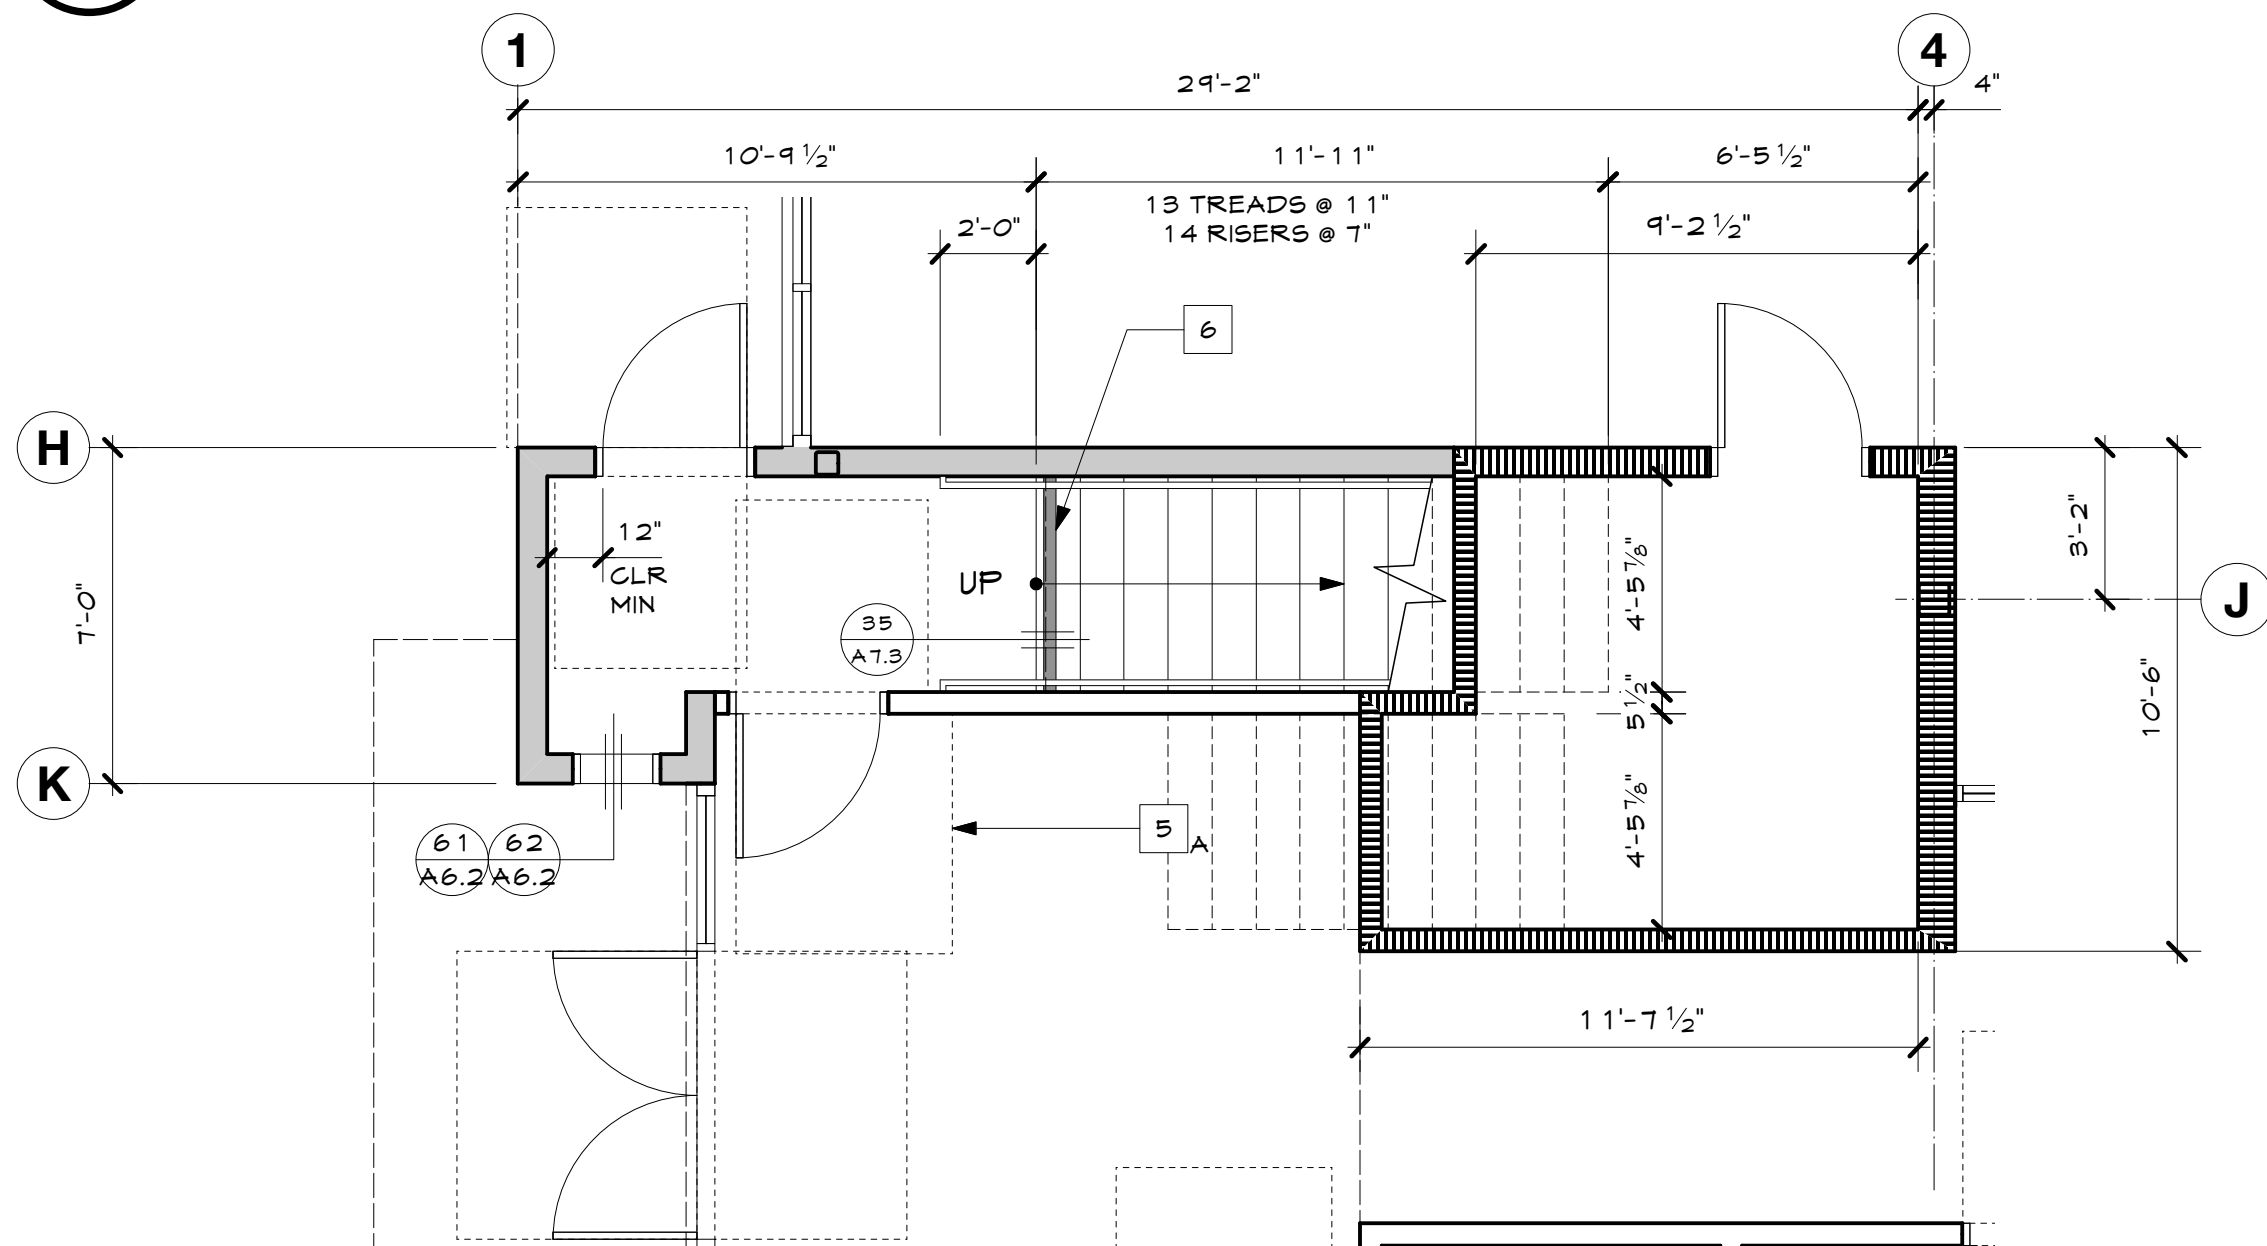 1
4
29'-2"
4"
10'-9 ½"
11'-11"
6'-5 ½"
13 TREADS @ 11"
14 RISERS @ 7"
2'-0"
9'-2 ½"
6
H
12"
CLR
MIN
UP
7'-0"
35
A7.3
4'-5 ⅞"
3'-2"
J
5 ½"
10'-6"
K
5
A
4'-5 ⅞"
61
A6.2
62
A6.2
11'-7 ½"